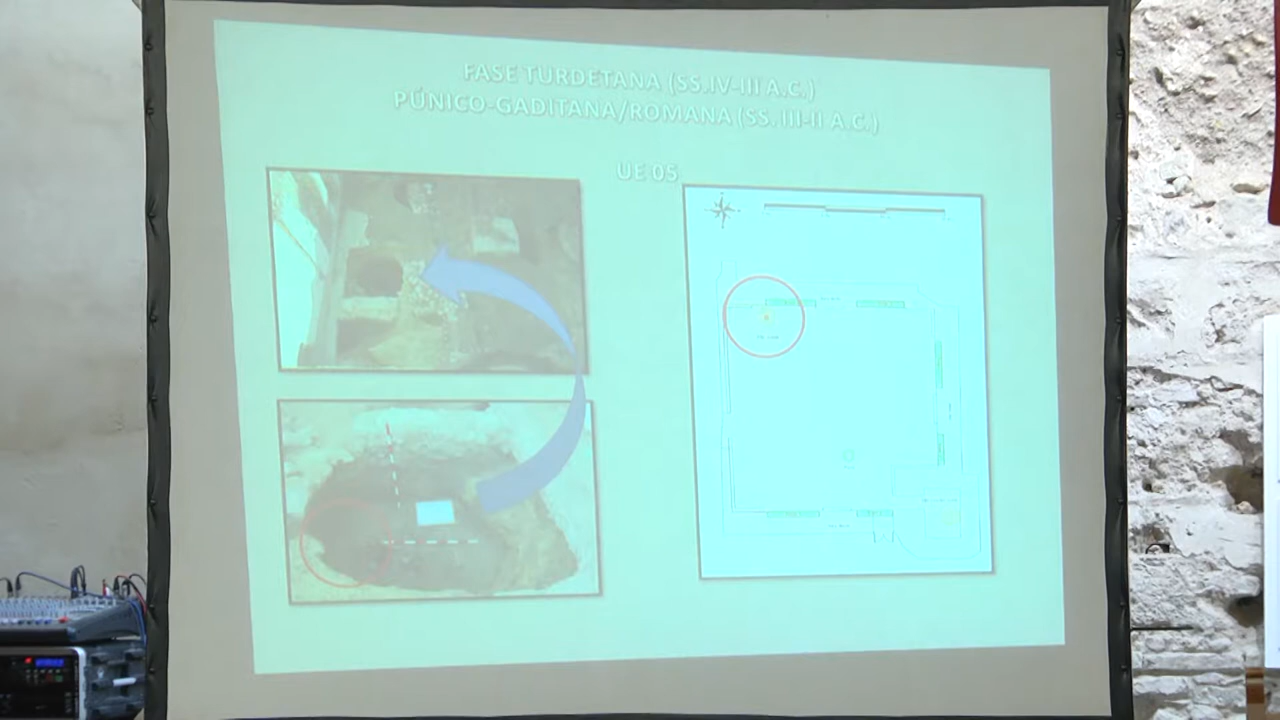 FASE TURDETANA (SS.IV-III A.C.)
PÚNICO-GADITANA/ROMANA (SS. III-II A.C.)
UE 05